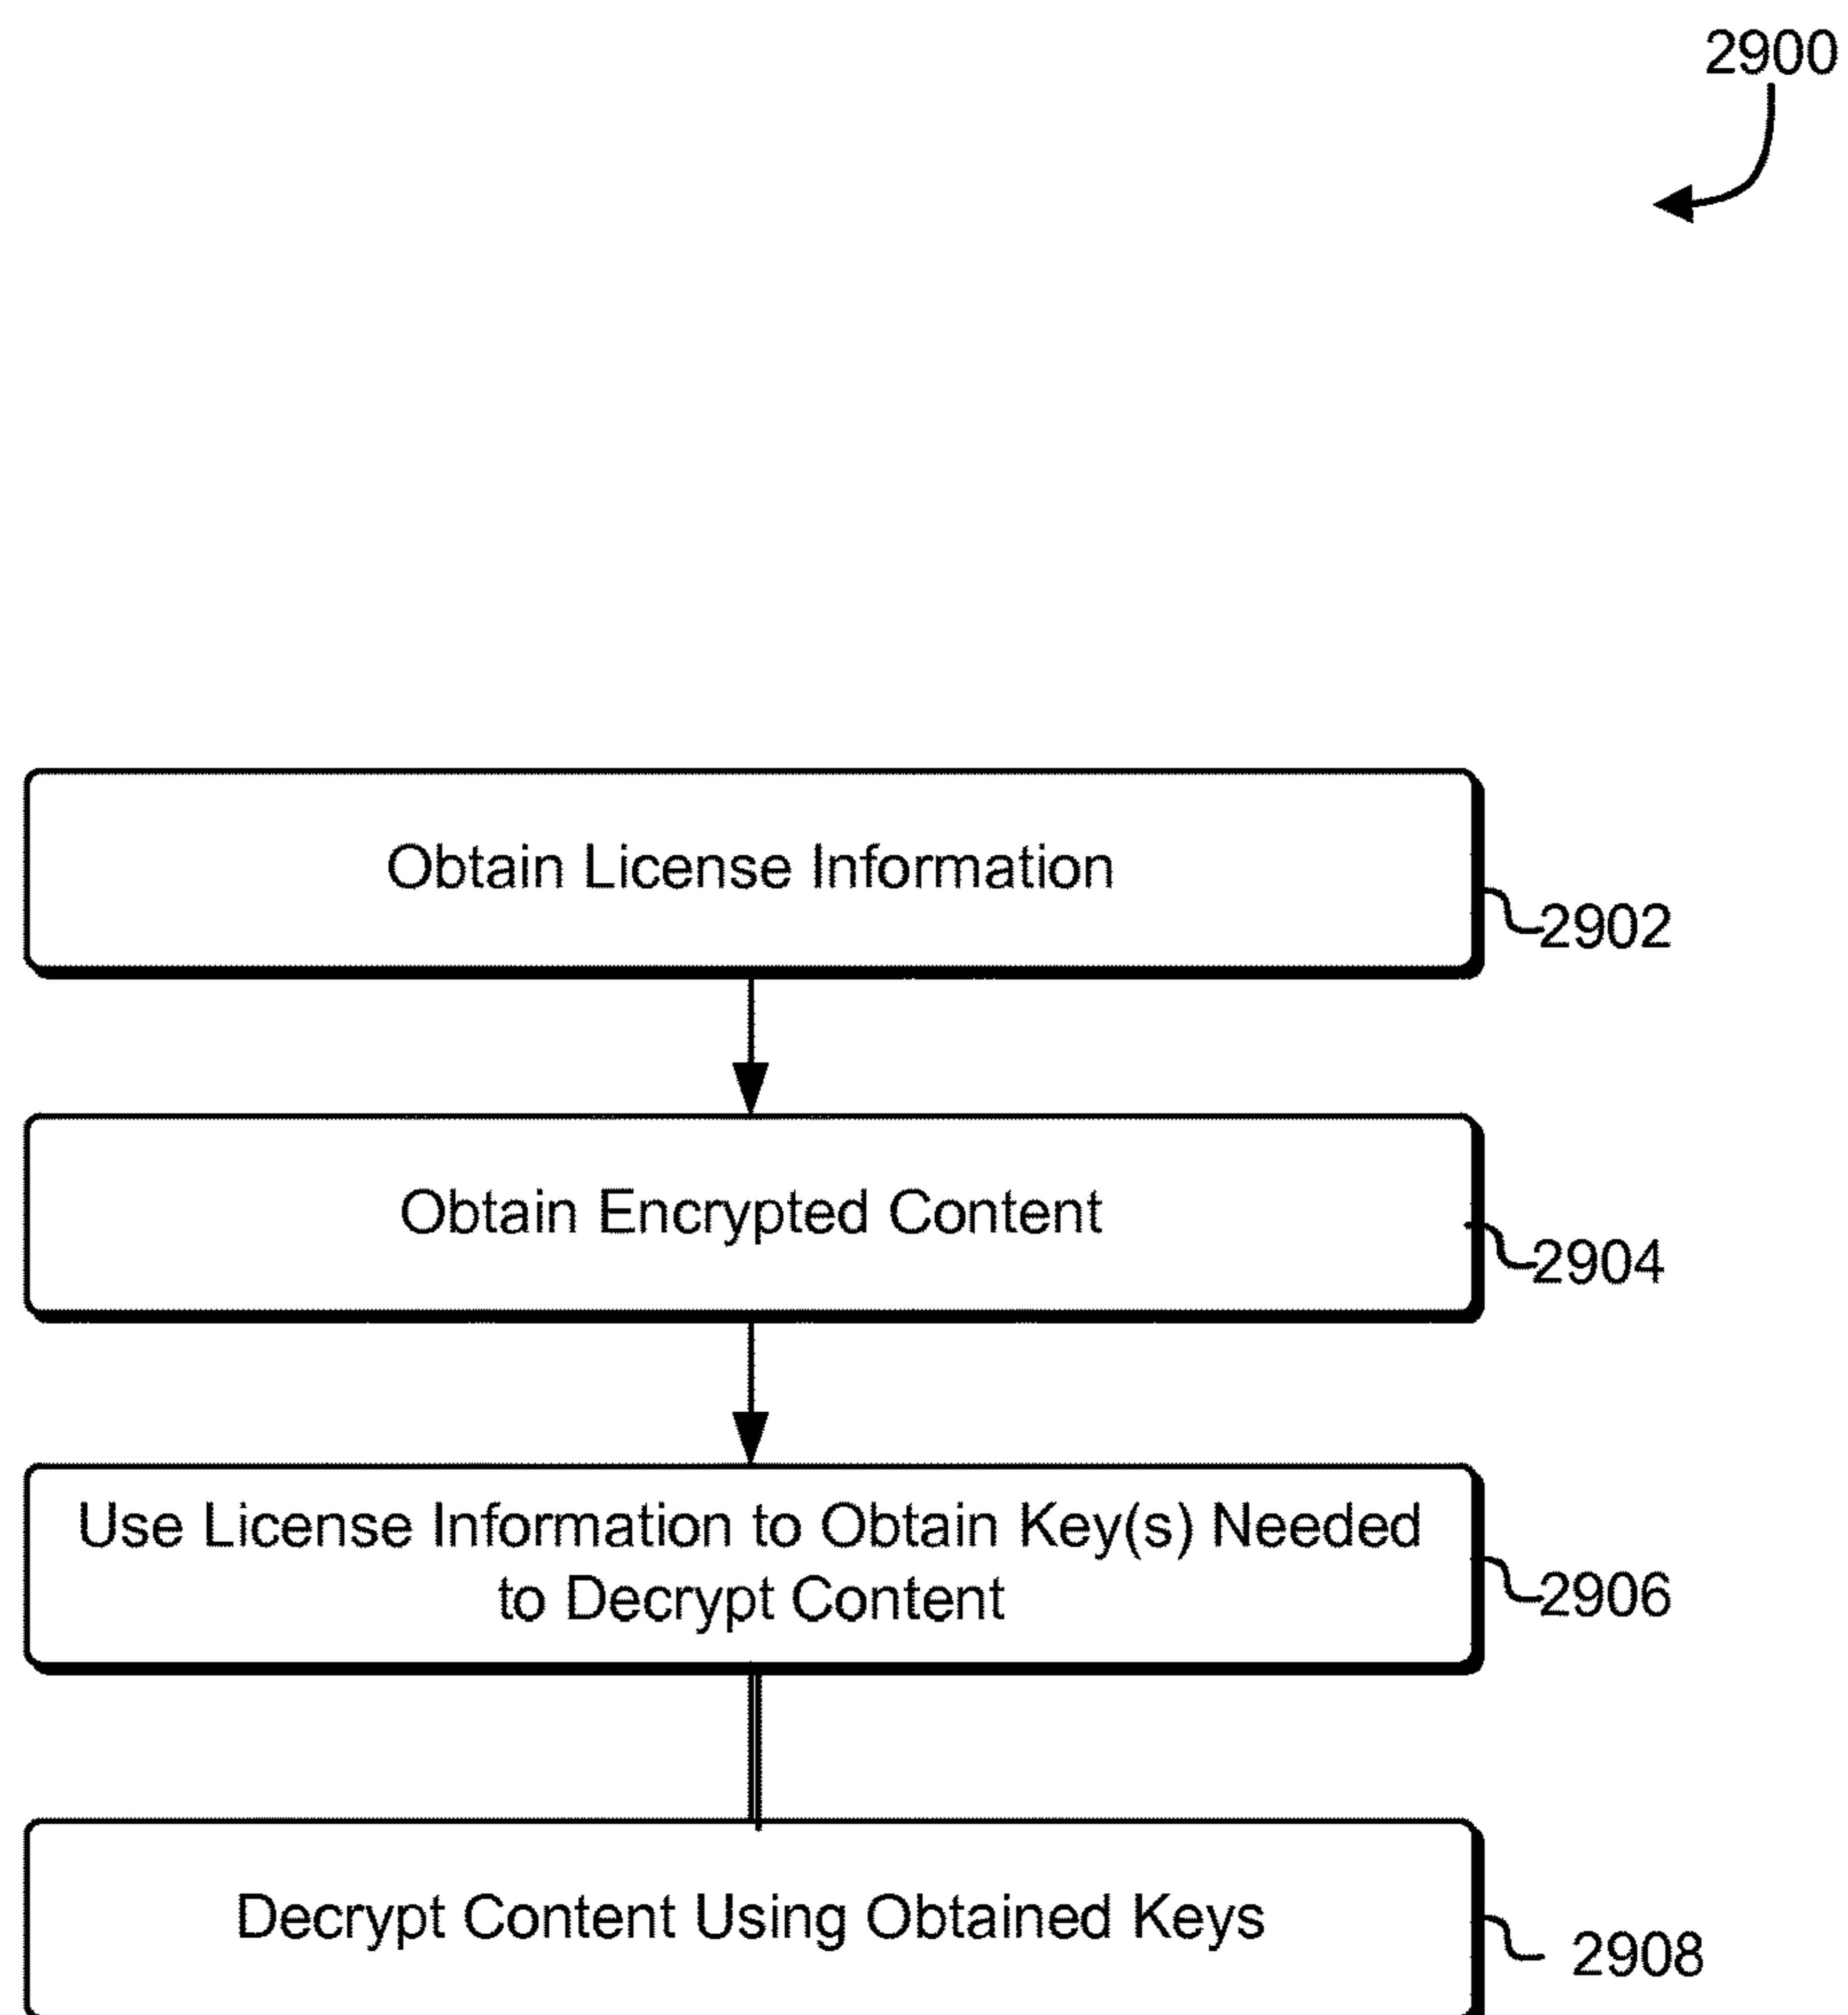 2900
Obtain License Information
2902
Obtain Encrypted Content
2904
Use License Information to Obtain Key(s) Needed
to Decrypt Content
2906
Decrypt Content Using Obtained Keys
2908